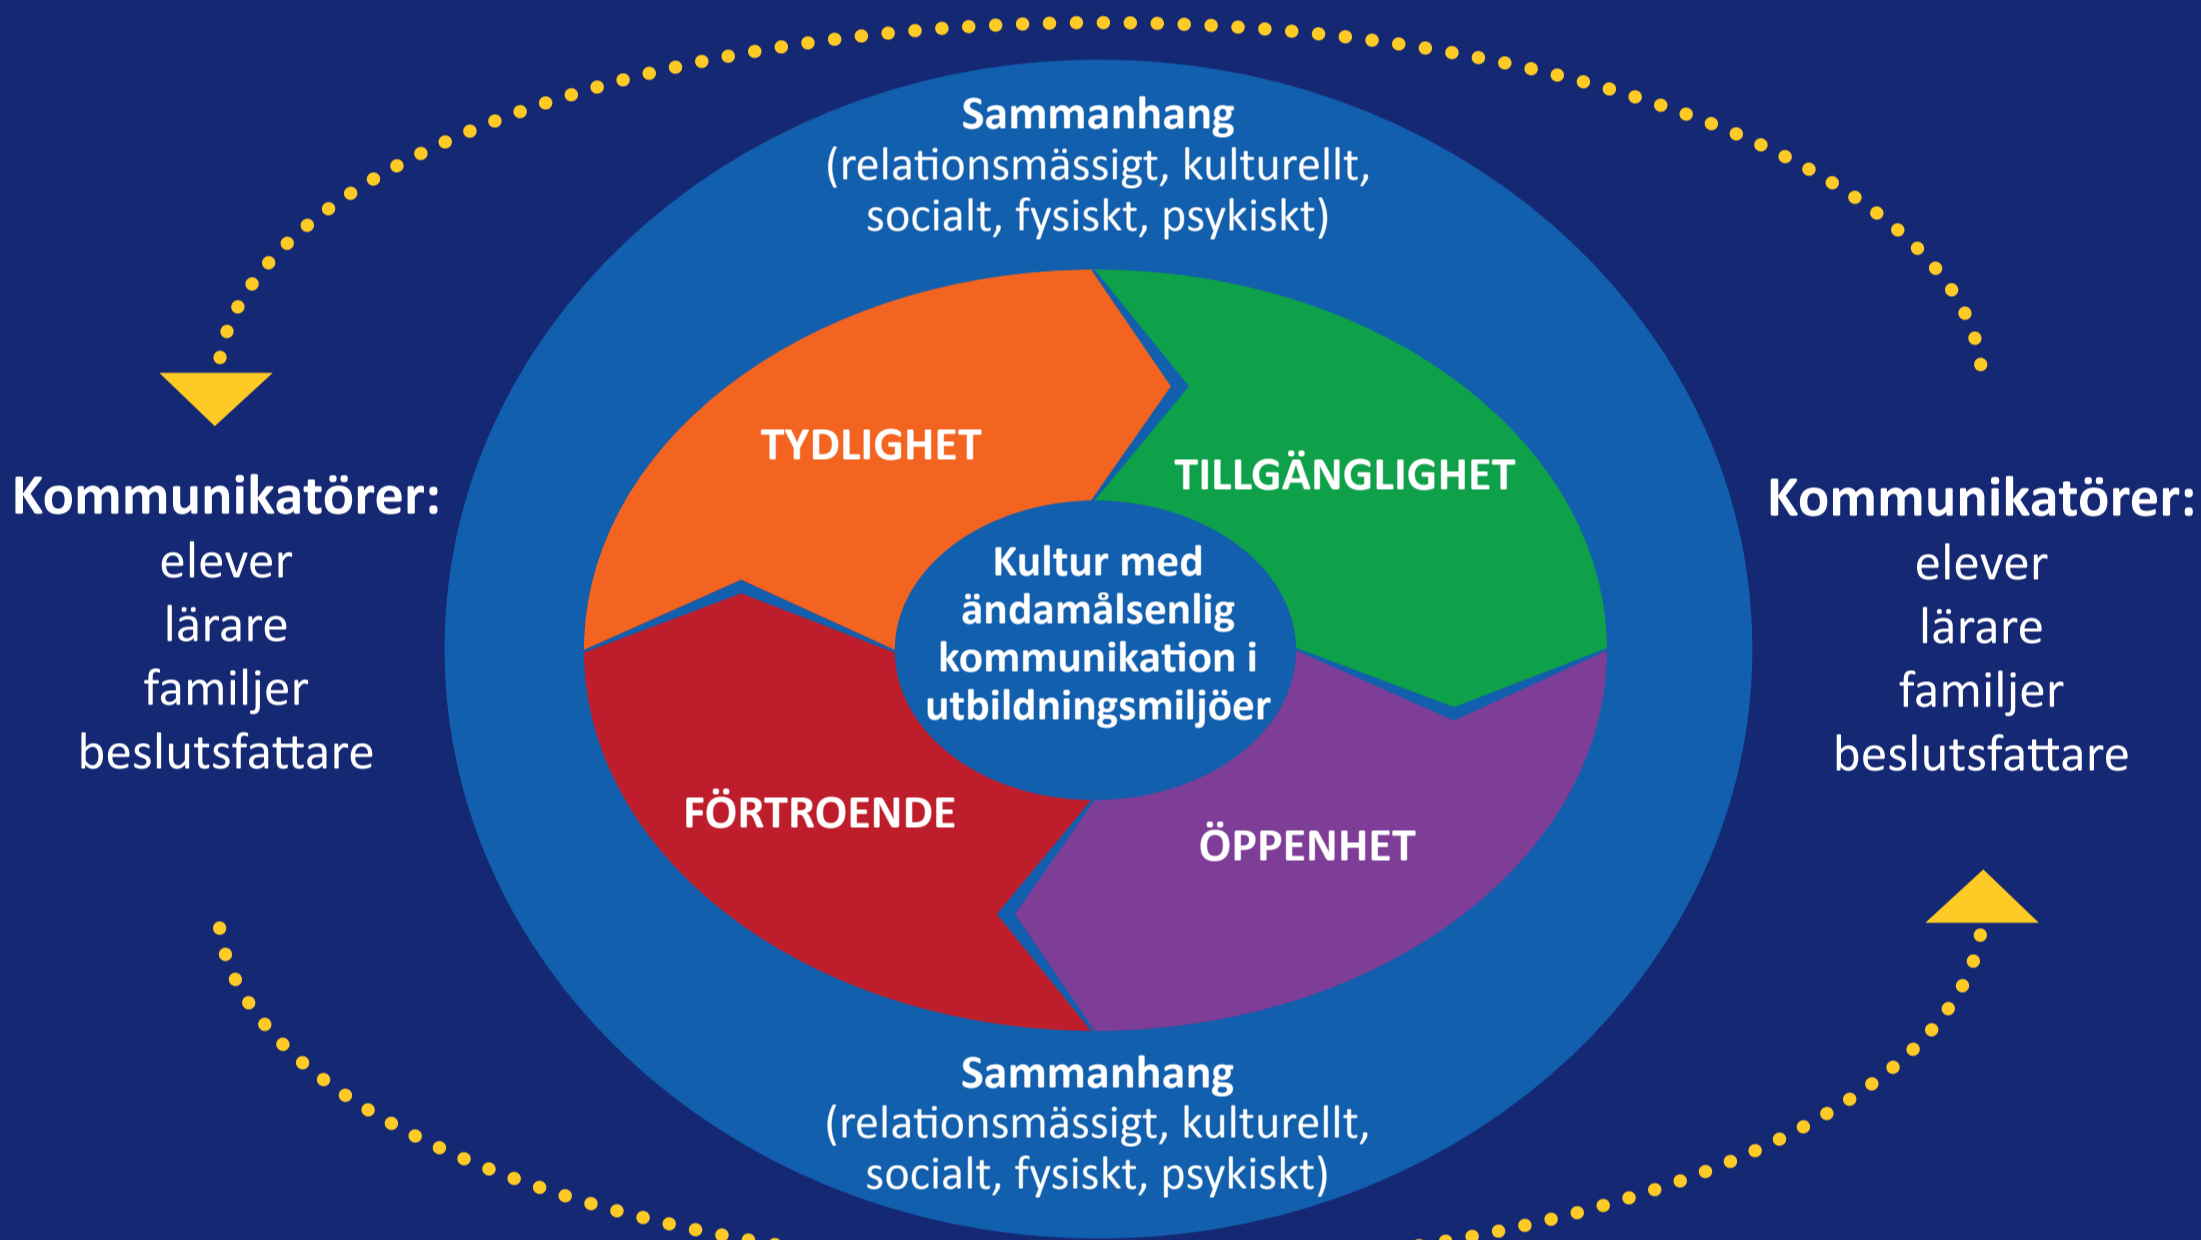 Sammanhang
(relationsmässigt, kulturellt,
socialt, fysiskt, psykiskt)
TYDLIGHET
TILLGÄNGLIGHET
Kommunikatörer:
elever
lärare
familjer
beslutsfattare
Kultur med
ändamålsenlig
kommunikation i
utbildningsmiljöer
Kommunikatörer:
elever
lärare
familjer
beslutsfattare
FÖRTROENDE
ÖPPENHET
Sammanhang
(relationsmässigt, kulturellt,
socialt, fysiskt, psykiskt)